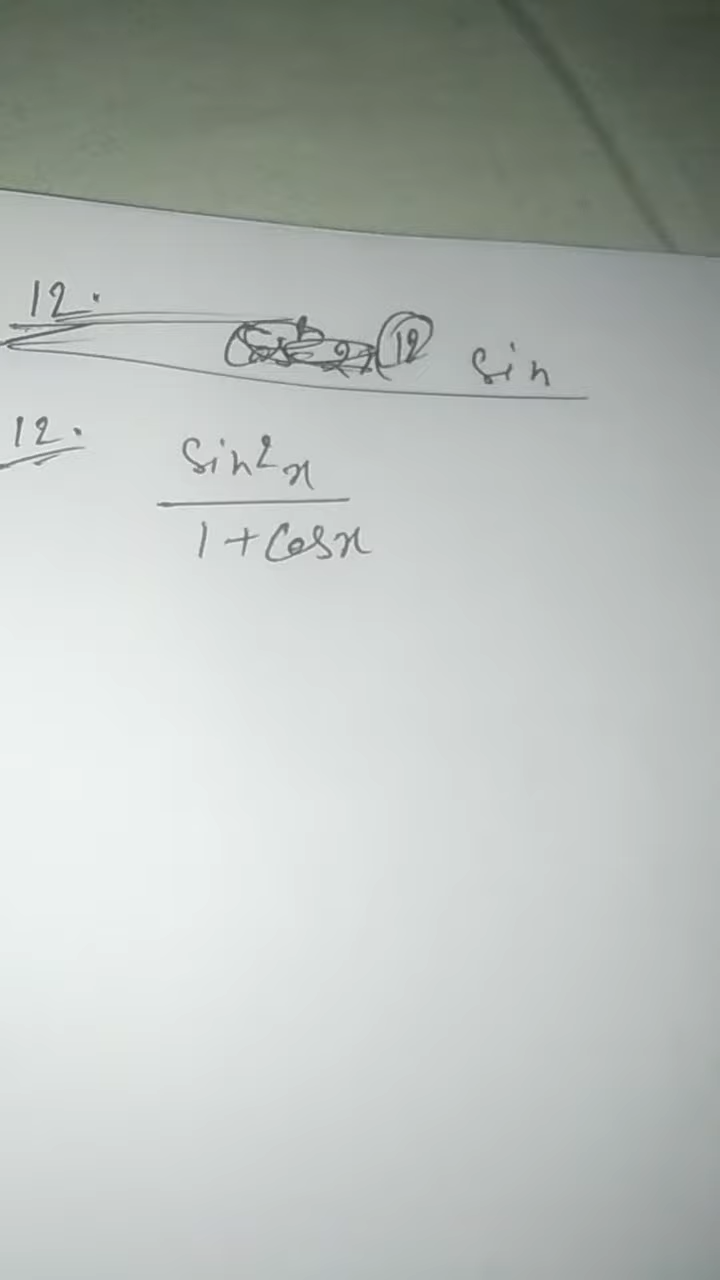 12.
12 sin
12. sin²x
1 + cosx